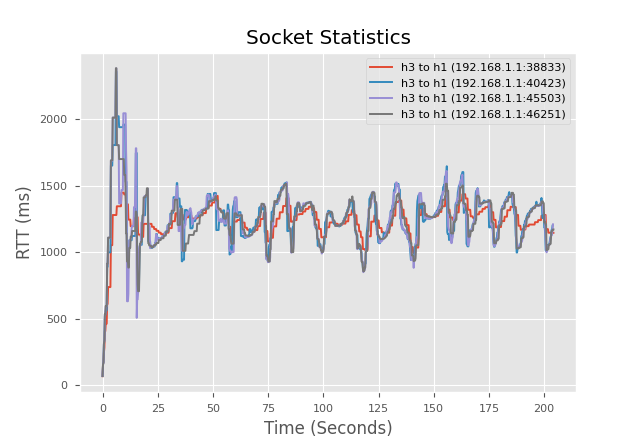 Socket Statistics
h3 to h1 (192.168.1.1:38833)
h3 to h1 (192.168.1.1:40423)
h3 to h1 (192.168.1.1:45503)
h3 to h1 (192.168.1.1:46251)
RTT (ms)
2000
1500
1000
500
0
0 25 50 75 100 125 150 175 200
Time (Seconds)